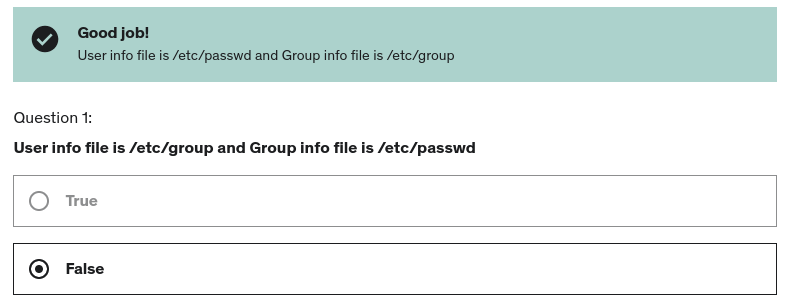 Good job!
User info file is /etc/passwd and Group info file is /etc/group
Question 1:
User info file is /etc/group and Group info file is /etc/passwd
True
False